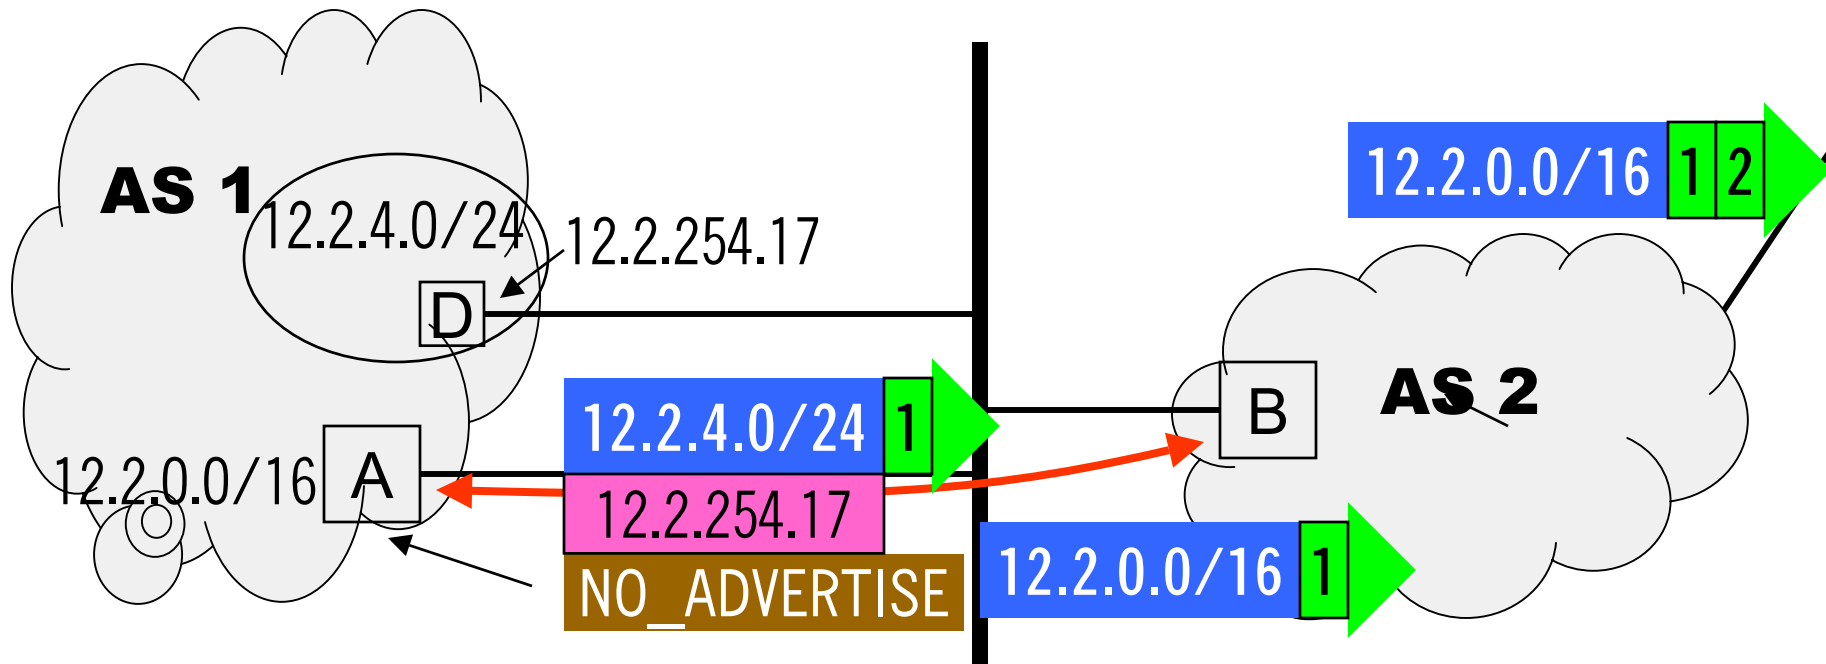 AS 1
12.2.4.0/24
12.2.254.17
D
12.2.0.0/16 1 2
AS 2
B
12.2.4.0/24 1
12.2.0.0/16
A
12.2.254.17
NO_ADVERTISE
12.2.0.0/16 1